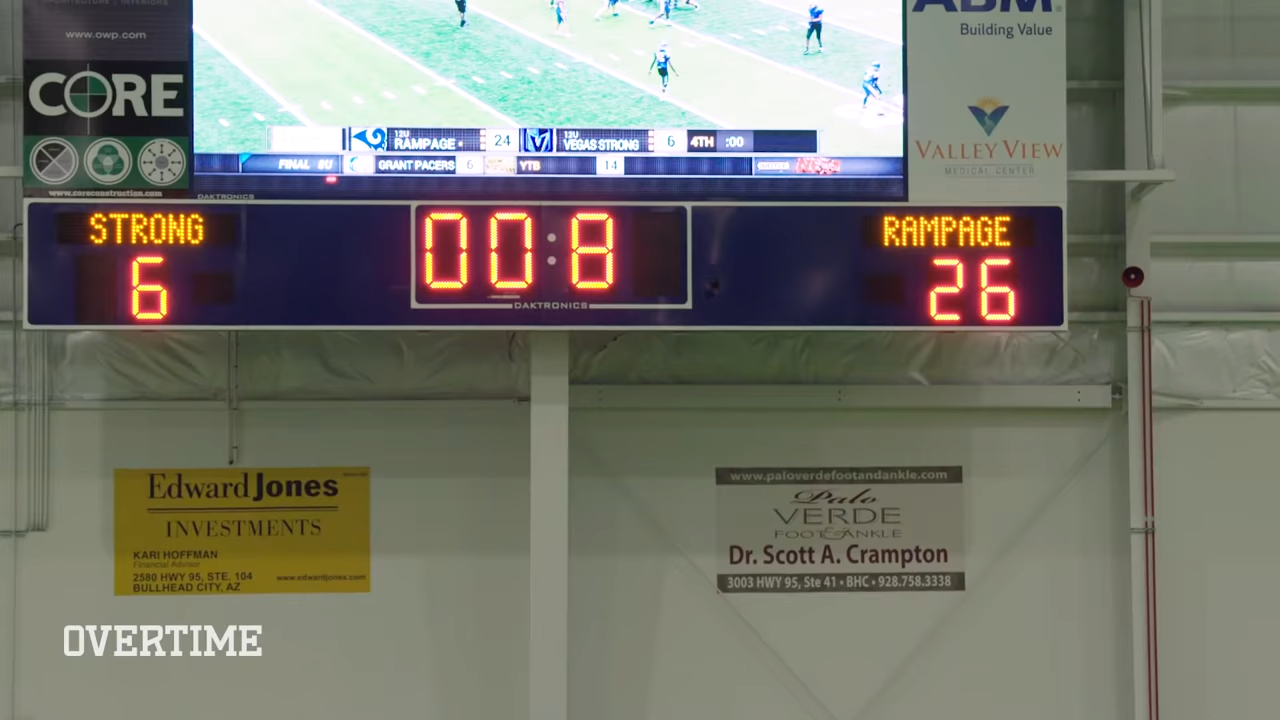 www.owp.com
CORE
www.coreconstruction.com
ABM
Building Value
VALLEY VIEW
MEDICAL CENTER
12U
RAMPAGE
24
12U
VEGAS STRONG
6
4TH
:00
FINAL 8U
GRANT PACERS
6
YTB
14
DAKTRONICS
STRONG
6
00:8
RAMPAGE
26
DAKTRONICS
Edward Jones
INVESTMENTS
KARI HOFFMAN
Financial Advisor
2580 HWY 95, STE. 104
BULLHEAD CITY, AZ
www.edwardjones.com
www.paloverdefootandankle.com
Palo
VERDE
FOOT & ANKLE
Dr. Scott A. Crampton
3003 HWY 95, Ste 41 • BHC • 928.758.3338
OVERTIME